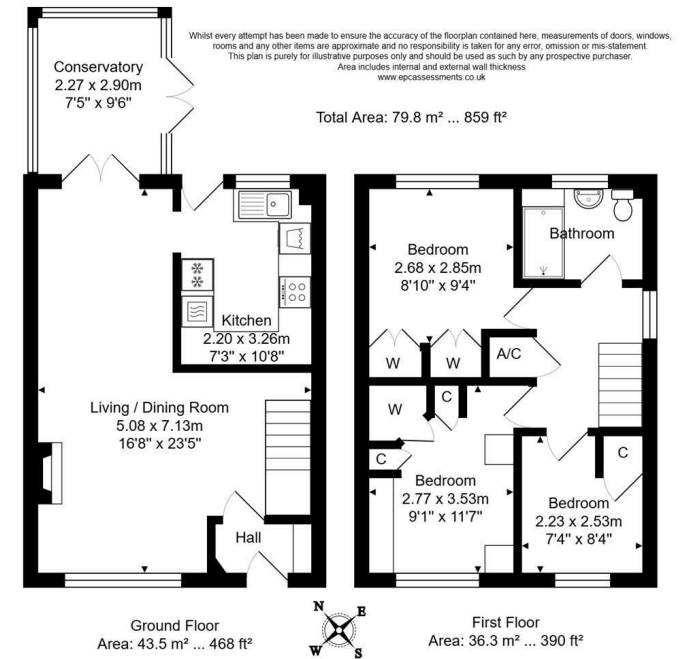 Whilst every attempt has been made to ensure the accuracy of the floorplan contained here, measurements of doors, windows,
rooms and any other items are approximate and no responsibility is taken for any error, omission or mis-statement.
This plan is purely for illustrative purposes only and should be used as such by any prospective purchaser.
Area includes internal and external wall thickness
www.epcassessments.co.uk
Total Area: 79.8 m² ... 859 ft²
Conservatory
2.27 x 2.90m
7'5" x 9'6"
Kitchen
2.20 x 3.26m
7'3" x 10'8"
Living / Dining Room
5.08 x 7.13m
16'8" x 23'5"
Hall
Bedroom
2.68 x 2.85m
8'10" x 9'4"
Bathroom
W
W
A/C
W
C
C
Bedroom
2.77 x 3.53m
9'1" x 11'7"
C
Bedroom
2.23 x 2.53m
7'4" x 8'4"
Ground Floor
Area: 43.5 m² ... 468 ft²
N
E
W
S
First Floor
Area: 36.3 m² ... 390 ft²